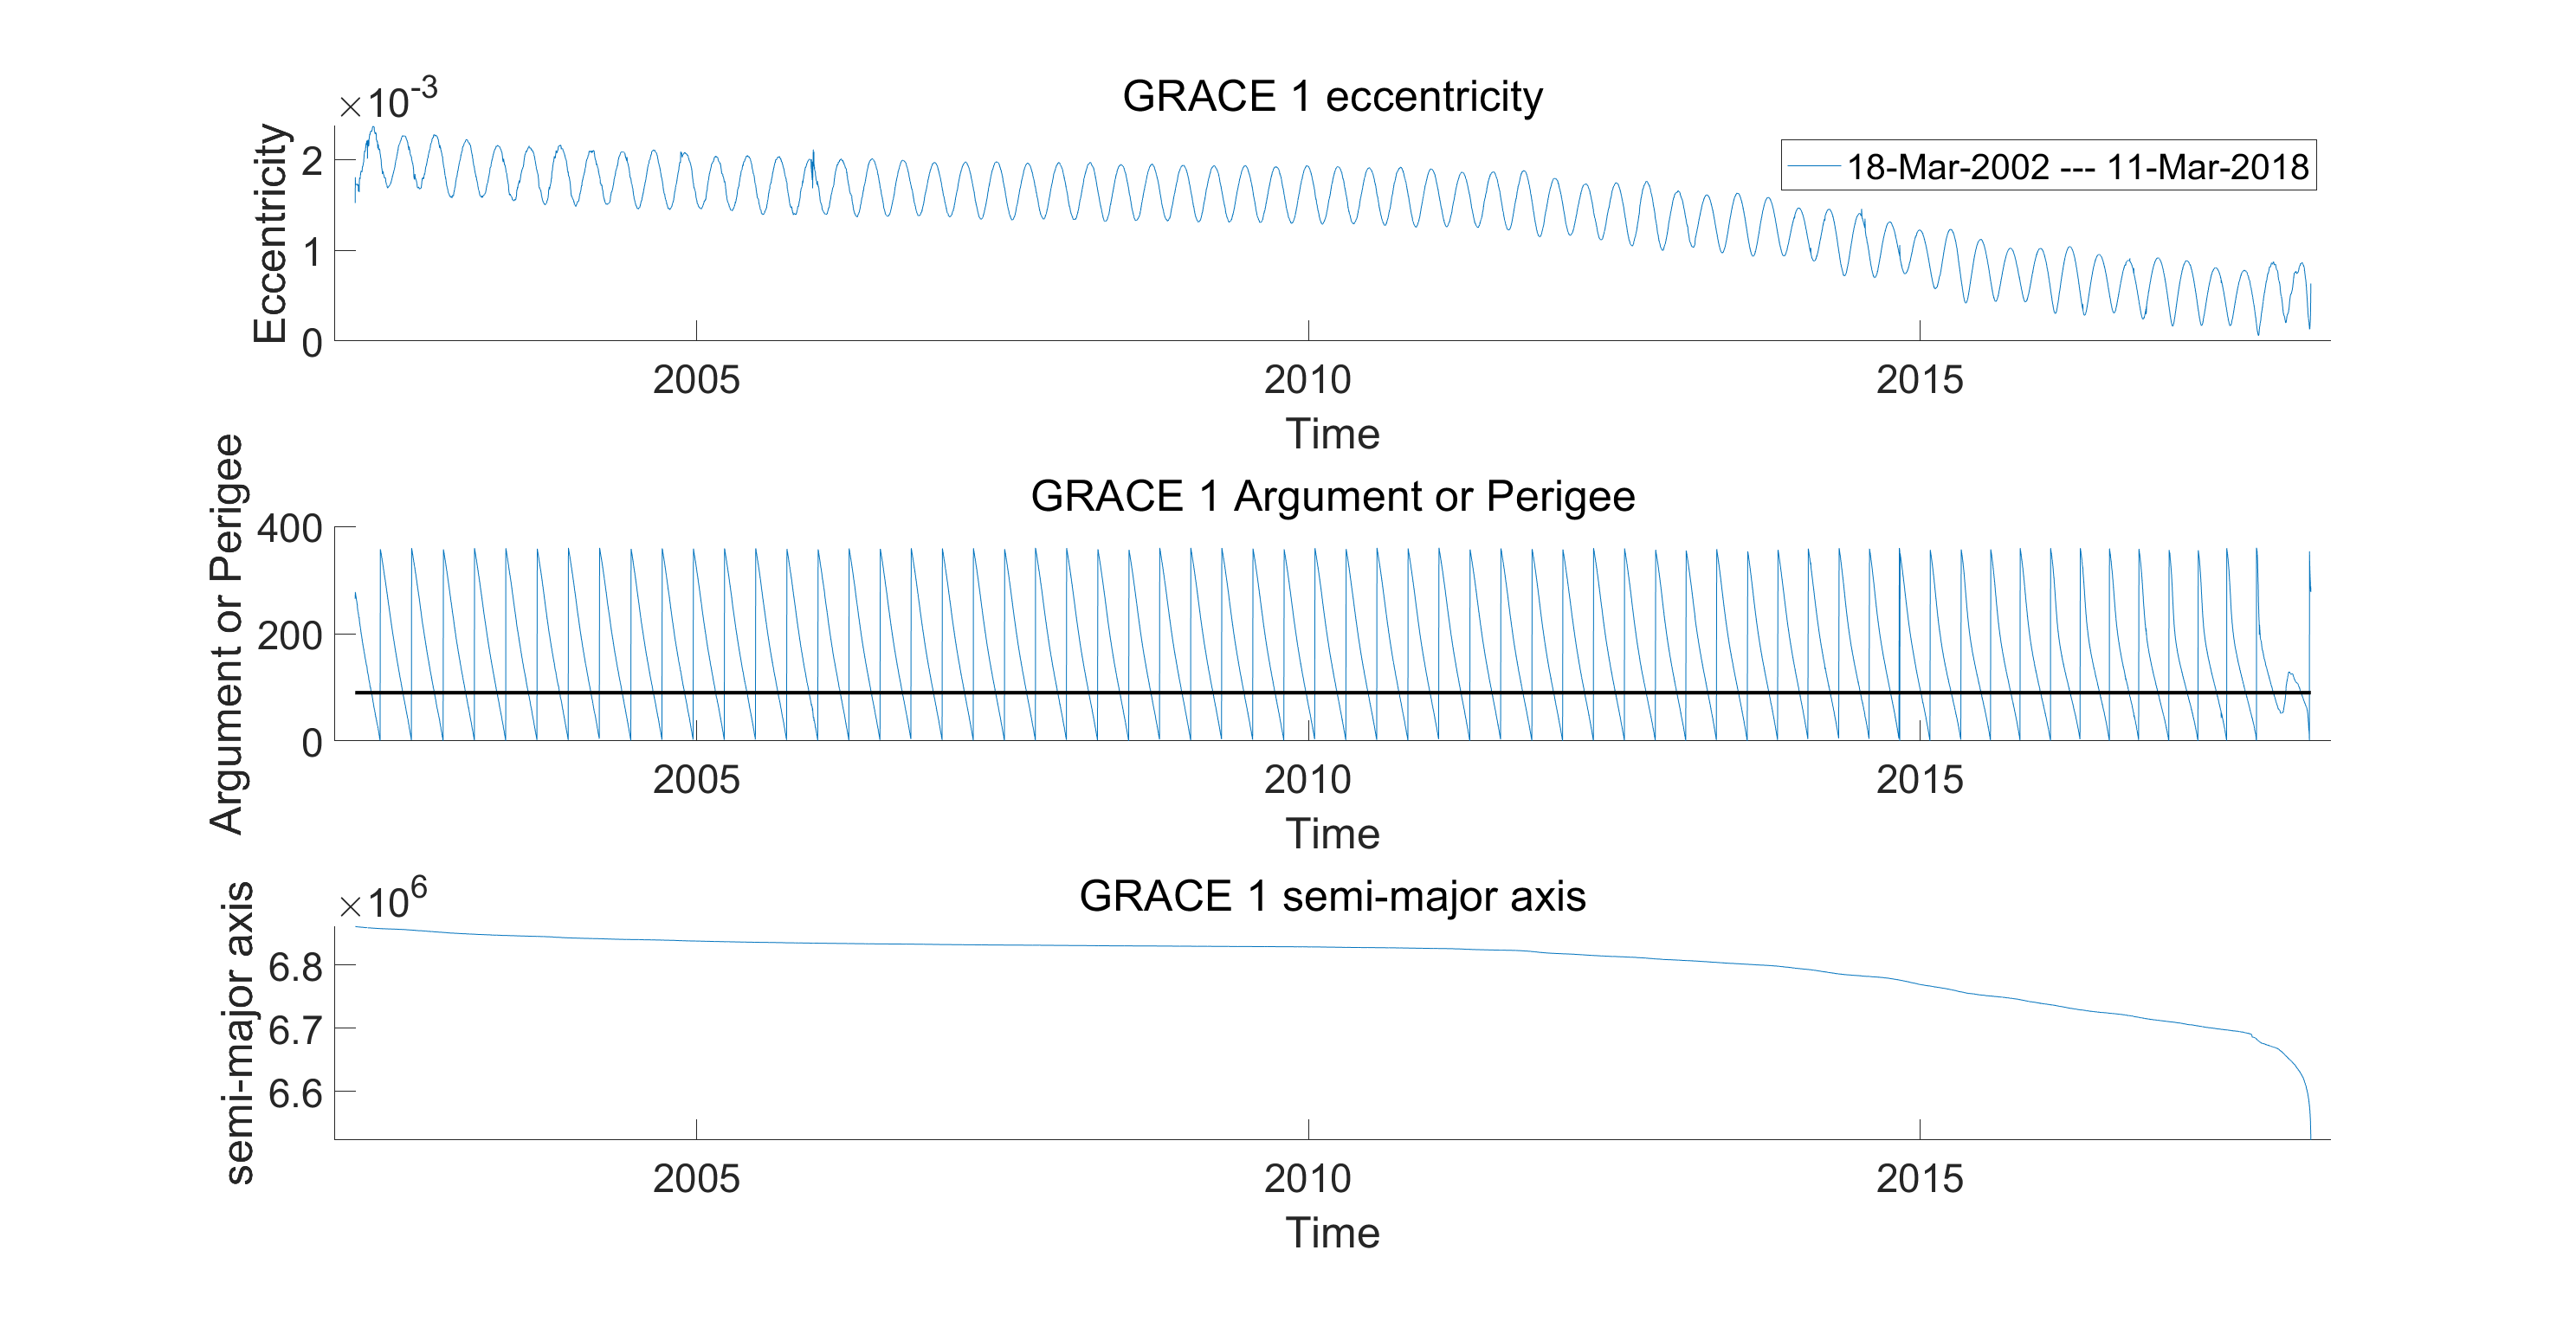 GRACE 1 eccentricity
×10-3
Eccentricity
2
1
0
18-Mar-2002 --- 11-Mar-2018
2005 2010 2015
Time
GRACE 1 Argument or Perigee
Argument or Perigee
400
200
0
2005 2010 2015
Time
GRACE 1 semi-major axis
×106
semi-major axis
6.8
6.7
6.6
2005 2010 2015
Time